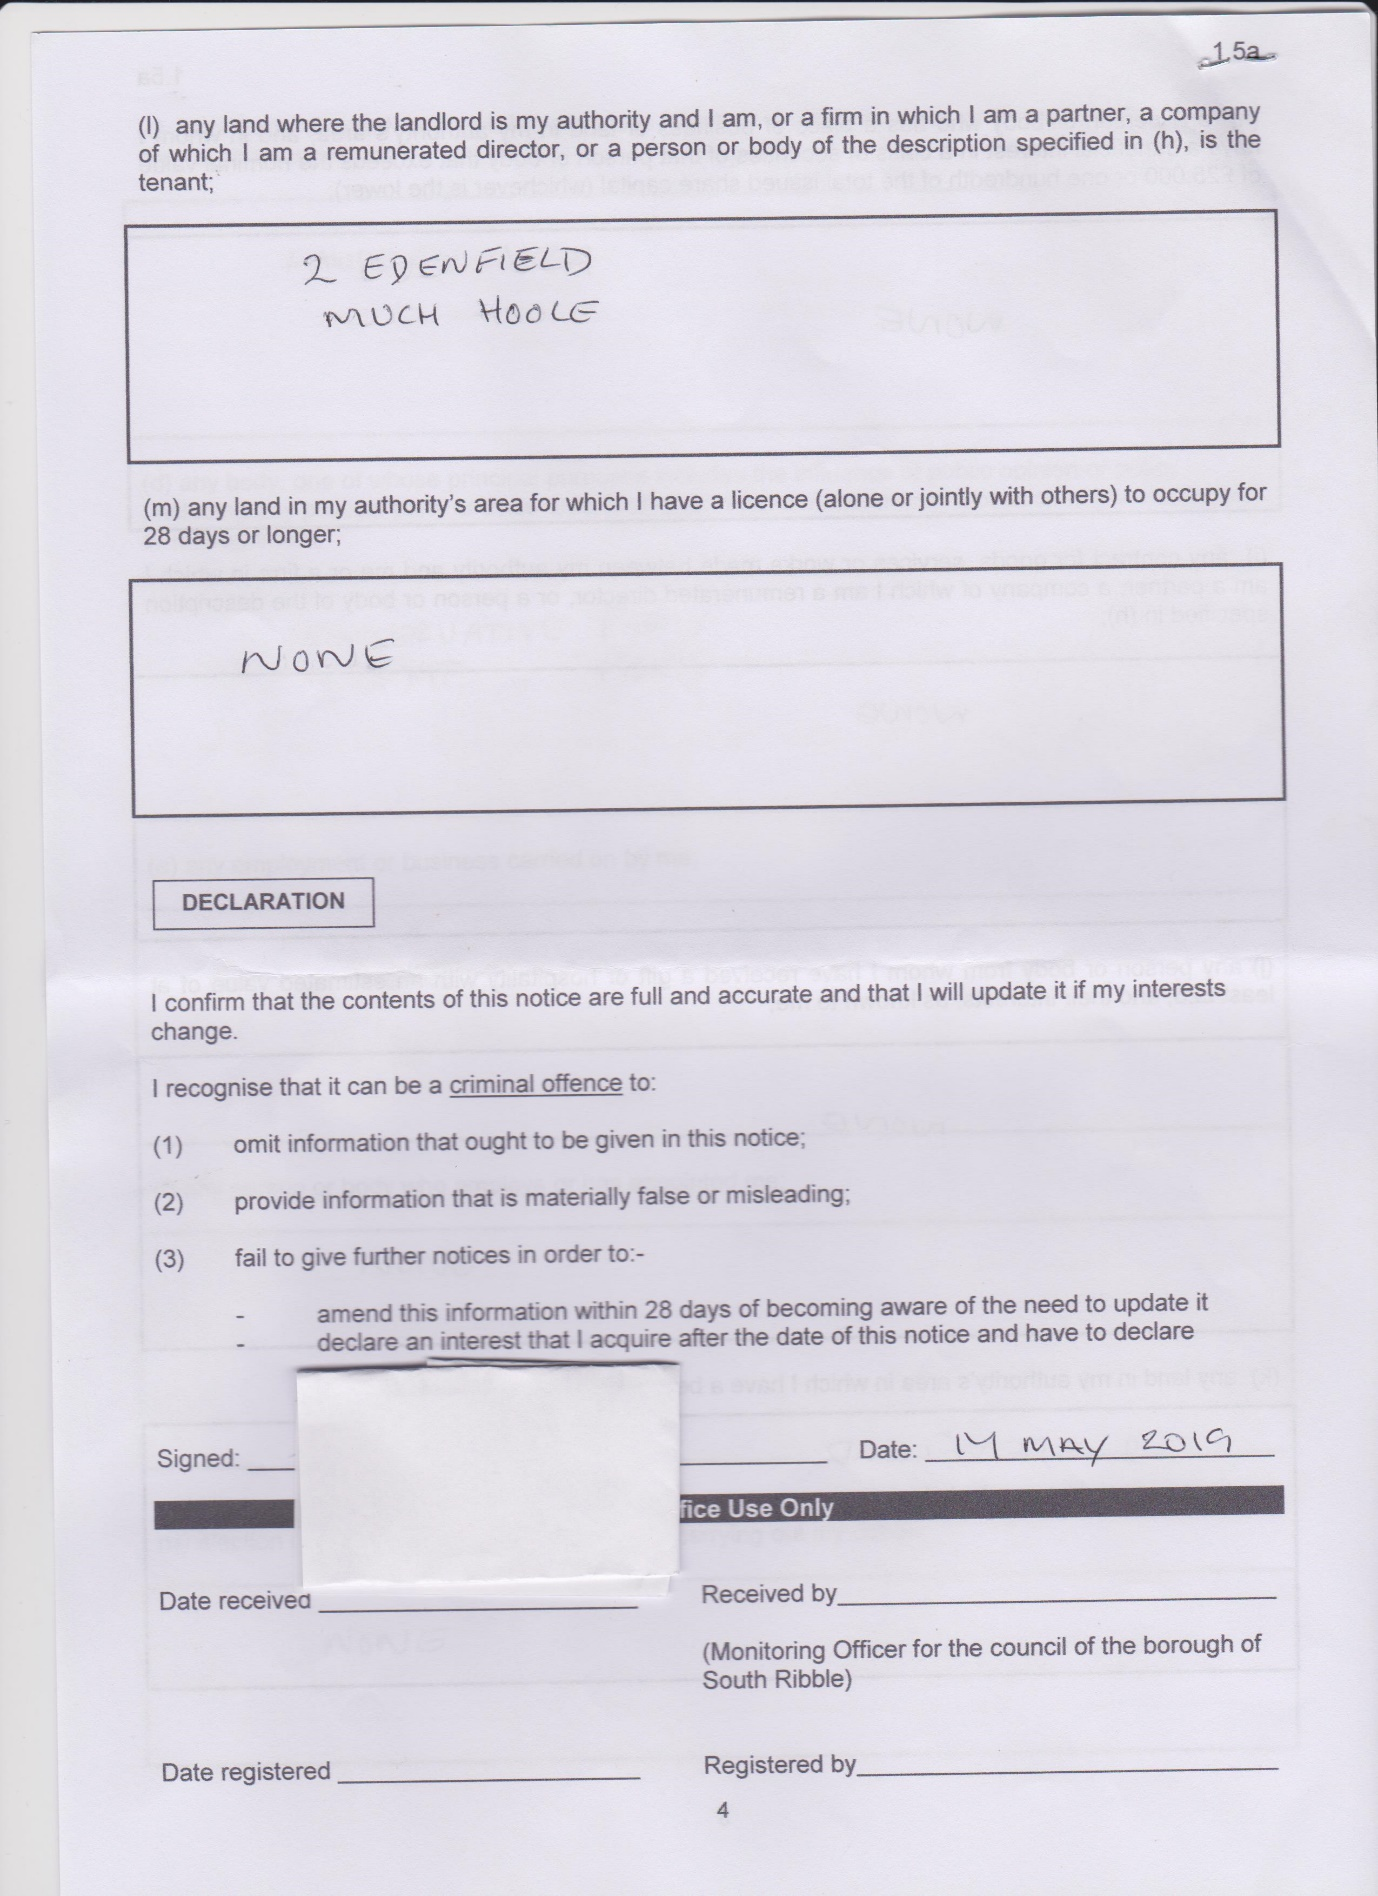 1.5a
(l) any land where the landlord is my authority and I am, or a firm in which I am a partner, a company
of which I am a remunerated director, or a person or body of the description specified in (h), is the
tenant;
2 EDENFIELD
MUCH HOOLE
(m) any land in my authority's area for which I have a licence (alone or jointly with others) to occupy for
28 days or longer;
NONE
DECLARATION
I confirm that the contents of this notice are full and accurate and that I will update it if my interests
change.
I recognise that it can be a criminal offence to:
(1) omit information that ought to be given in this notice;
(2) provide information that is materially false or misleading;
(3) fail to give further notices in order to:-
- amend this information within 28 days of becoming aware of the need to update it
- declare an interest that I acquire after the date of this notice and have to declare
Signed: Date: MAY 2019
fice Use Only
Date received Received by
(Monitoring Officer for the council of the borough of
South Ribble)
Date registered Registered by
4